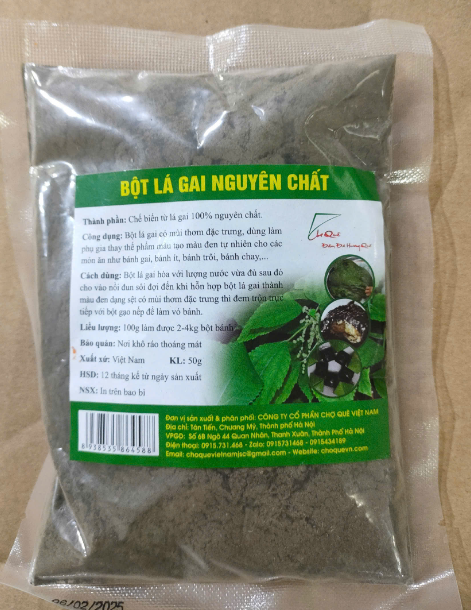 BỘT LÁ GAI NGUYÊN CHẤT
Thành phần: Chế biến từ lá gai 100% nguyên chất.
Công dụng: Bột lá gai có mùi thơm đặc trưng, dùng làm
phụ gia thay thế phẩm màu tạo màu đen tự nhiên cho các
món ăn như bánh gai, bánh ít, bánh trôi, bánh chay,...
Cách dùng: Bột lá gai hòa với lượng nước vừa đủ sau đó
cho vào nồi đun sôi đợi đến khi hỗn hợp bột lá gai thành
màu đen dạng sệt có mùi thơm đặc trưng thì đem trộn trực
tiếp với bột gạo nếp để làm vỏ bánh.
Liều lượng: 100g làm được 2-4kg bột bánh
Bảo quản: Nơi khô ráo thoáng mát
Xuất xứ: Việt Nam KL: 50g
HSD: 12 tháng kể từ ngày sản xuất
NSX: In trên bao bì
8 938535 864588
Đơn vị sản xuất & phân phối: CÔNG TY CỔ PHẦN CHỢ QUÊ VIỆT NAM
Địa chỉ: Tân Tiến, Chương Mỹ, Thành phố Hà Nội
VPGD: Số 6B Ngõ 44 Quan Nhân, Thanh Xuân, Thành Phố Hà Nội
Điện thoại: 0915.731.468 - Zalo: 0915731468 - 0915434189
Email: choquevietnamjsc@gmail.com - Website: choquevn.com
06/02/2025